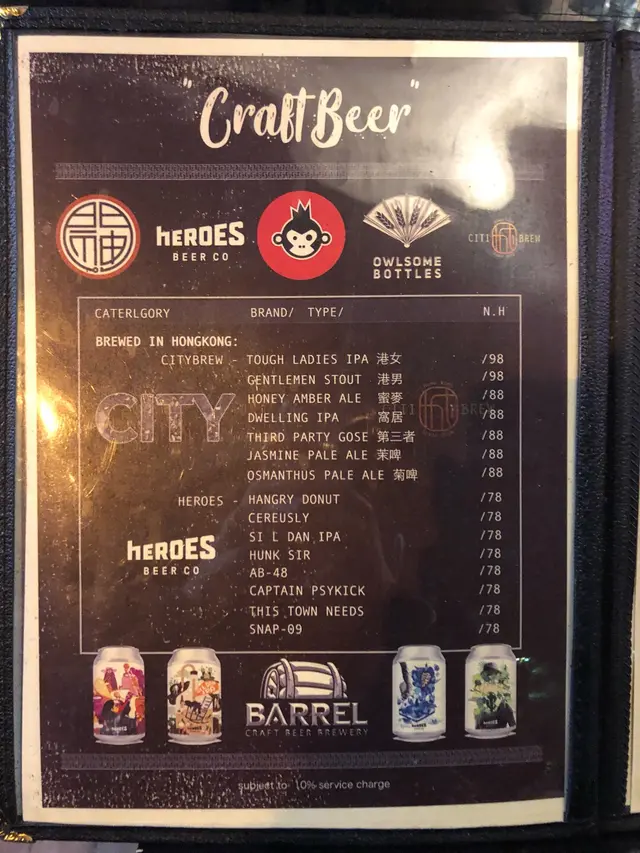 "Craft Beer"
heROES
BEER CO
OWLSOME
BOTTLES
CITI BREW
CATERLGORY BRAND/ TYPE/ N.H
BREWED IN HONGKONG:
CITYBREW - TOUGH LADIES IPA 港女 /98
GENTLEMEN STOUT 港男 /98
HONEY AMBER ALE 蜜麥 /88
DWELLING IPA 窩居 /88
THIRD PARTY GOSE 第三者 /88
JASMINE PALE ALE 茉啤 /88
OSMANTHUS PALE ALE 菊啤 /88
CITY
CITI BREW
HEROES - HANGRY DONUT /78
CEREUSLY /78
SI L DAN IPA /78
HUNK SIR /78
AB-48 /78
CAPTAIN PSYKICK /78
THIS TOWN NEEDS /78
SNAP-09 /78
heROES
BEER CO
BARREL
CRAFT BEER BREWERY
subject to 10% service charge